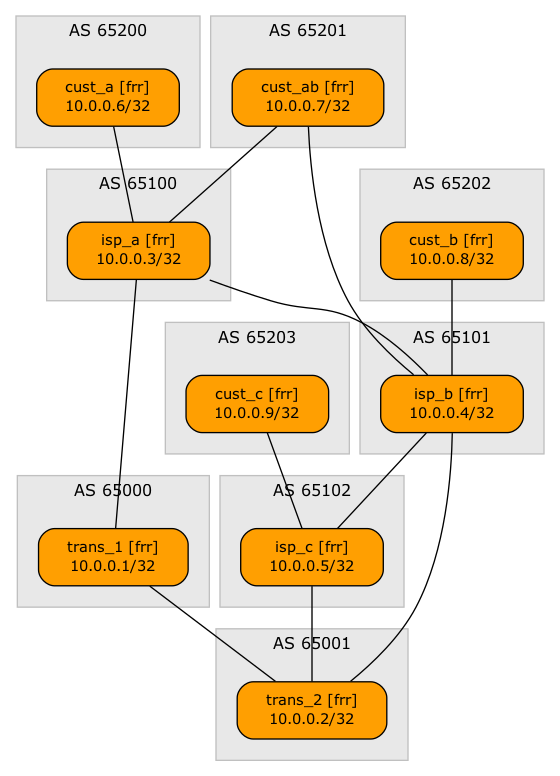 AS 65200
cust_a [frr]
10.0.0.6/32
AS 65201
cust_ab [frr]
10.0.0.7/32
AS 65100
isp_a [frr]
10.0.0.3/32
AS 65202
cust_b [frr]
10.0.0.8/32
AS 65203
cust_c [frr]
10.0.0.9/32
AS 65101
isp_b [frr]
10.0.0.4/32
AS 65000
trans_1 [frr]
10.0.0.1/32
AS 65102
isp_c [frr]
10.0.0.5/32
AS 65001
trans_2 [frr]
10.0.0.2/32